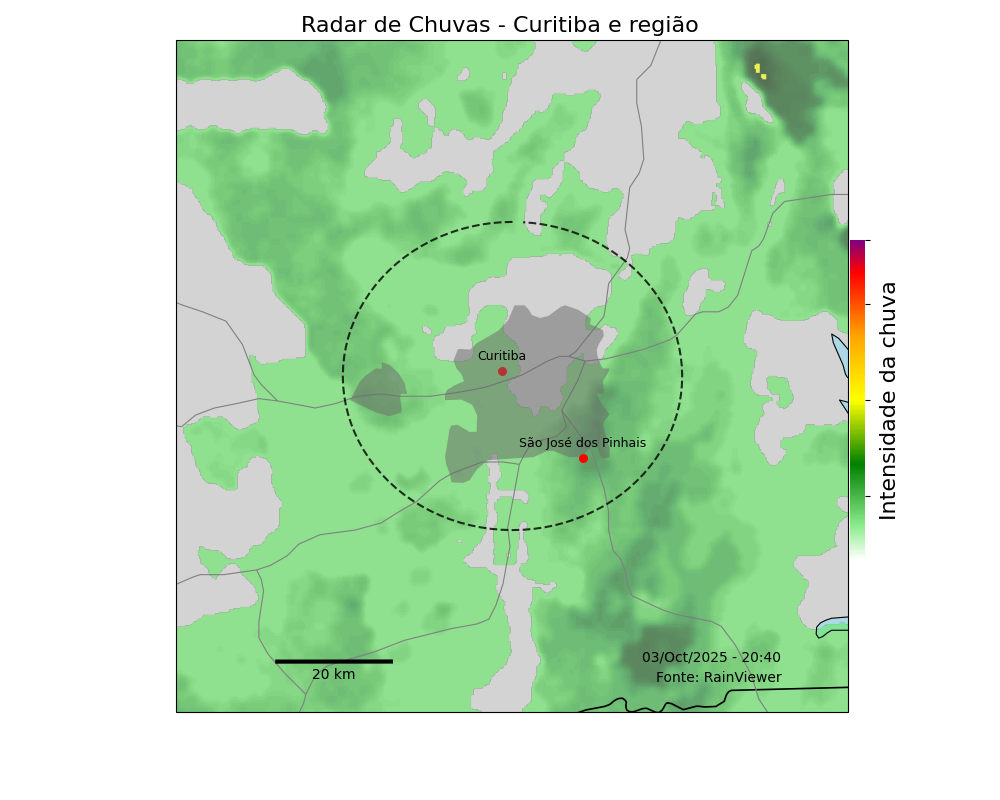 Radar de Chuvas - Curitiba e região
Curitiba
São José dos Pinhais
Intensidade da chuva
20 km
03/Oct/2025 - 20:40
Fonte: RainViewer